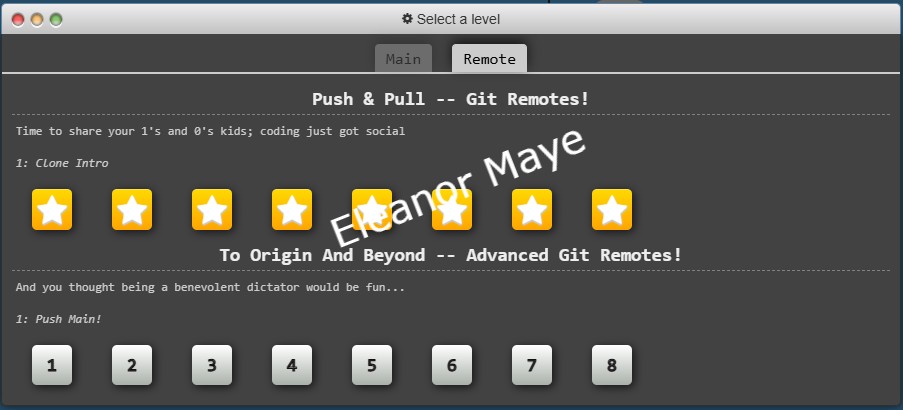 Select a level
Main Remote
Push & Pull -- Git Remotes!
Time to share your 1's and 0's kids; coding just got social
1: Clone Intro
Eleanor Maye
To Origin And Beyond -- Advanced Git Remotes!
And you thought being a benevolent dictator would be fun...
1: Push Main!
1 2 3 4 5 6 7 8